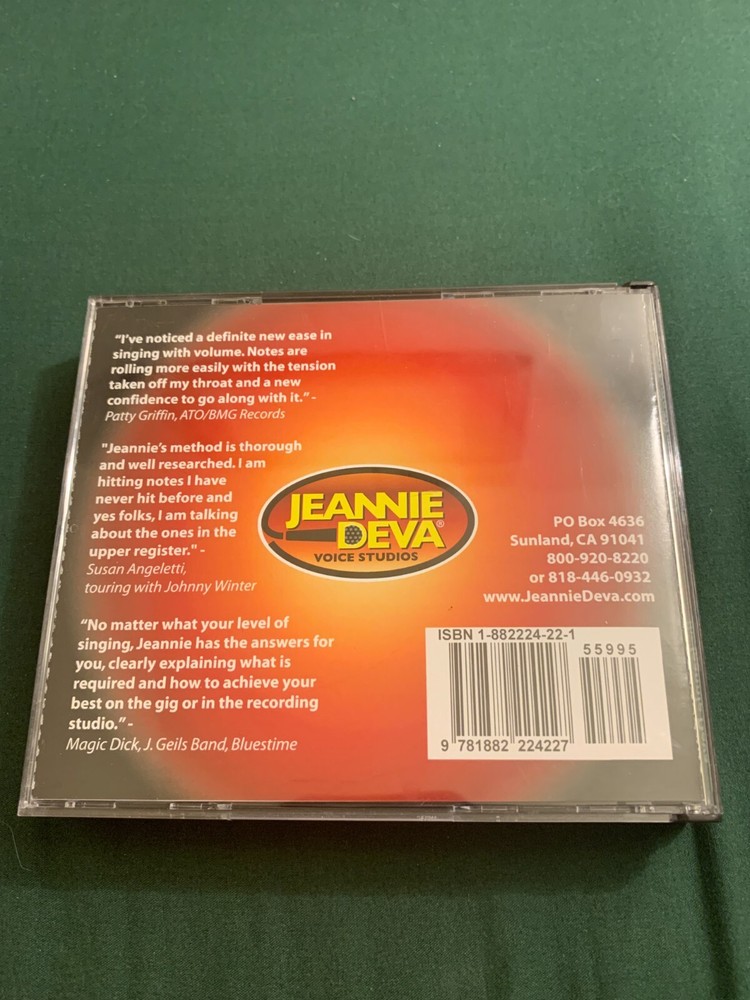 “I’ve noticed a definite new ease in
singing with volume. Notes are
rolling more easily with the tension
taken off my throat and a new
confidence to go along with it.” -
Patty Griffin, ATO/BMG Records
"Jeannie’s method is thorough
and well researched. I am
hitting notes I have
never hit before and
yes folks, I am talking
about the ones in the
upper register." -
Susan Angeletti,
touring with Johnny Winter
“No matter what your level of
singing, Jeannie has the answers for
you, clearly explaining what is
required and how to achieve your
best on the gig or in the recording
studio.” -
Magic Dick, J. Geils Band, Bluestime
JEANNIE
DEVA®
VOICE STUDIOS
PO Box 4636
Sunland, CA 91041
800-920-8220
or 818-446-0932
www.JeannieDeva.com
ISBN 1-882224-22-1
55995
9 781882 224227